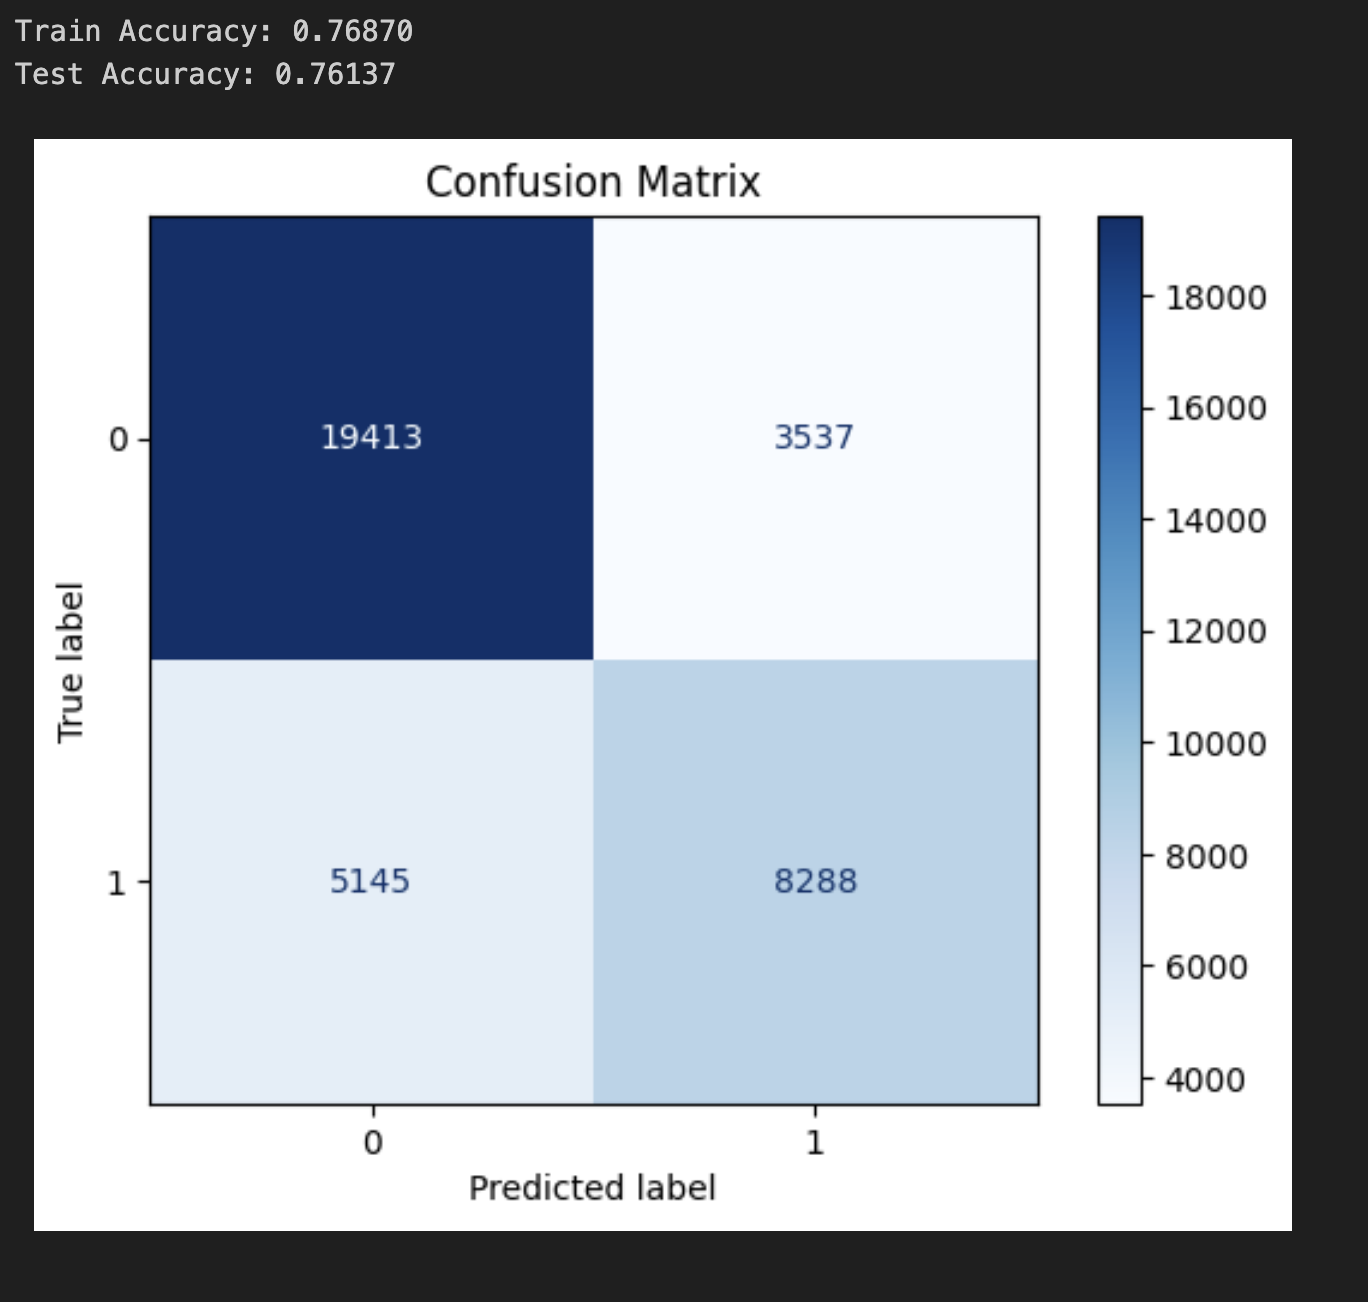 Train Accuracy: 0.76870
Test Accuracy: 0.76137
Confusion Matrix
19413 3537
5145 8288
0
1
True label
0 1
Predicted label
18000
16000
14000
12000
10000
8000
6000
4000